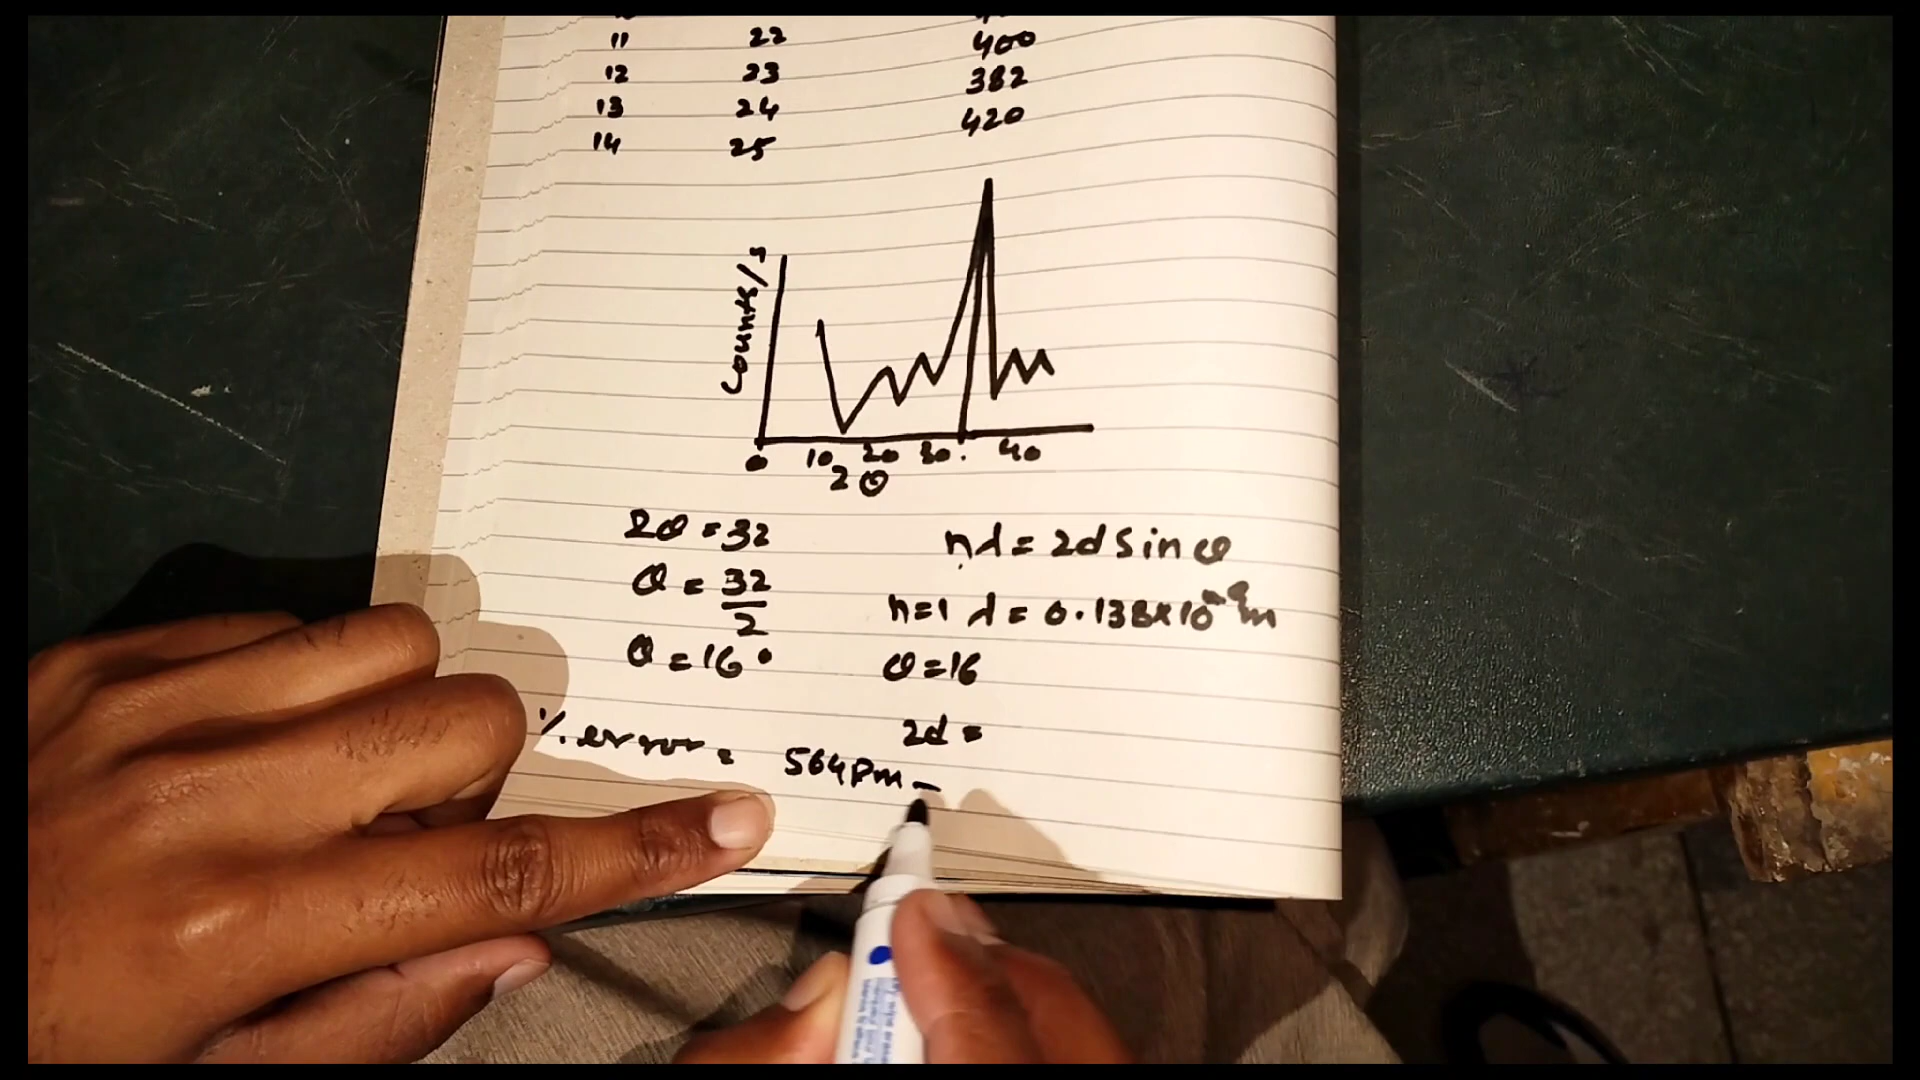 11 22 400
12 23 382
13 24 420
14 25
Counts/s
0 10 20 30. 40
2θ
2θ = 32
θ = 32
2
θ = 16°
nλ = 2d Sin θ
n=1 λ = 0.138×10⁻⁹m
θ = 16
2d =
% error = 564pm -